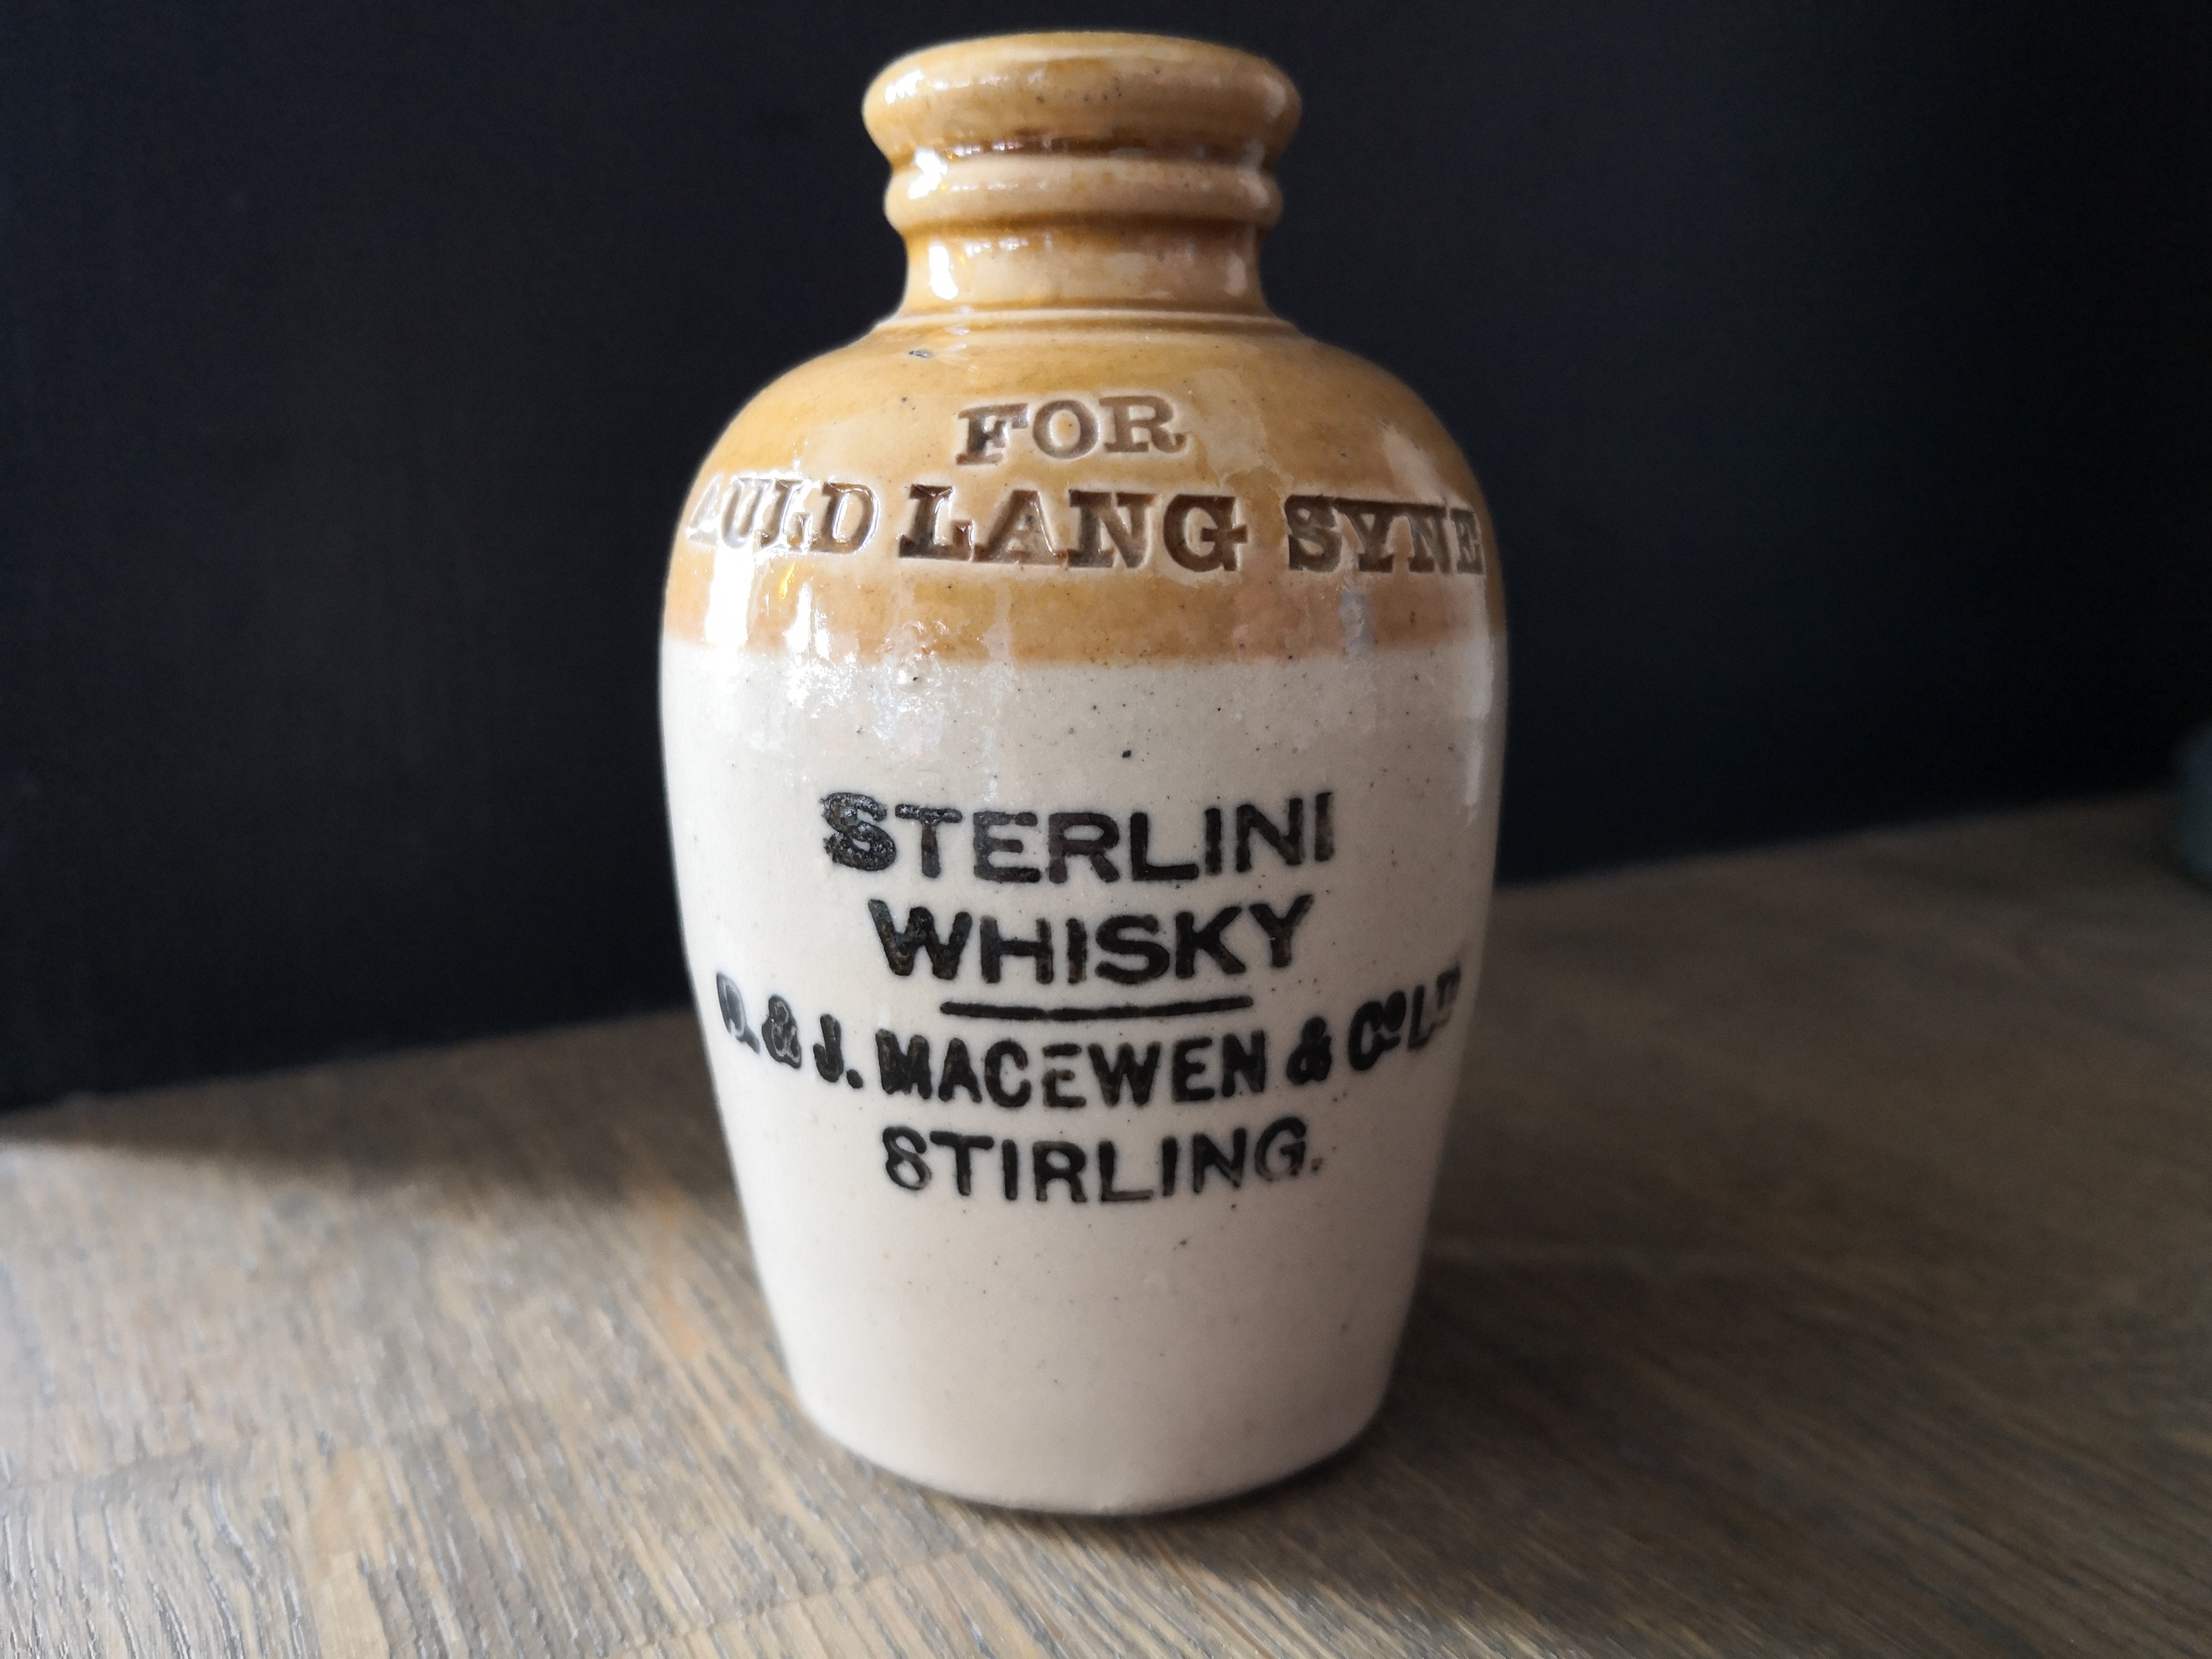 FOR
AULD LANG SYNE
STERLINI
WHISKY
D. & J. MACEWEN & Cº LTD
STIRLING.